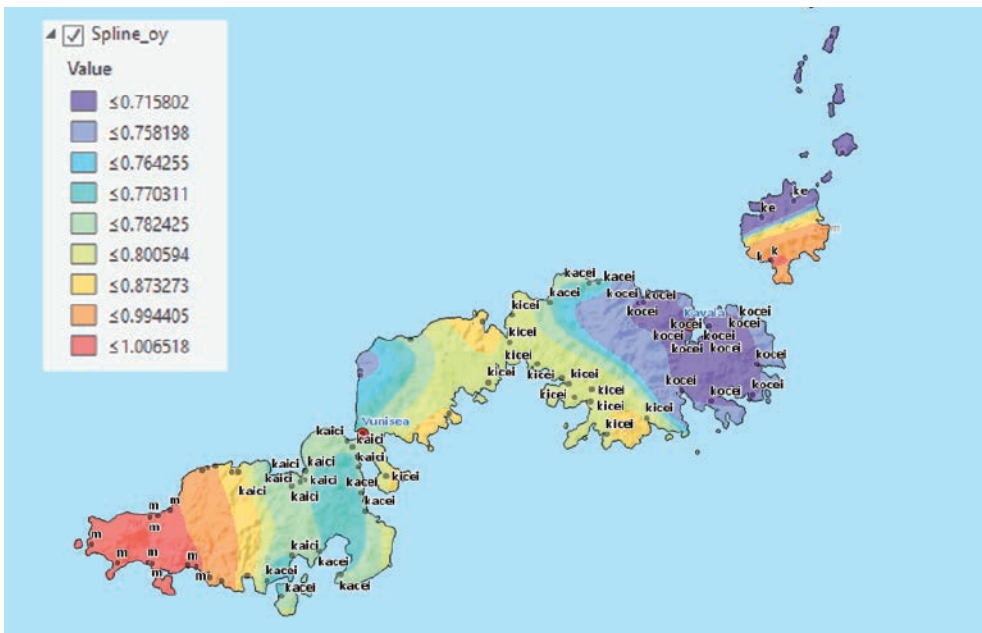 Spline_oy
Value
≤0.715802
≤0.758198
≤0.764255
≤0.770311
≤0.782425
≤0.800594
≤0.873273
≤0.994405
≤1.006518
ke
ke
k
k
kacei kacei
kacei
kocei kocei
kocei
Kavala
kocei kocei
kocei kocei
kocei kocei
kocei
kocei
kocei
kocei
kicei
kicei
kicei
kicei
kicei kicei
kicei
kicei
kicei
kicei
Vunisea
kaici
kaici
kaici
kaici
kaici
kaici
kaici
kaici
kaici
kicei
kacei
kacei
kaici
kacei
kacei
kacei
kacei
m
m
m
m
m
m
m
m
m